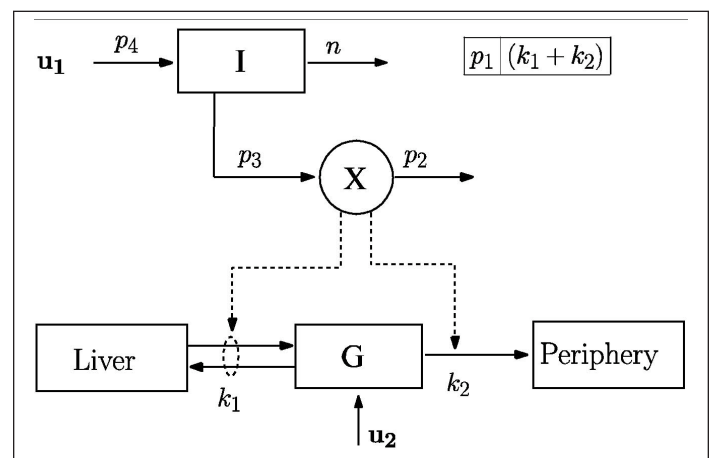 u₁ p₄ I n p₁ (k₁ + k₂)
p₃ X p₂
Liver G Periphery
k₁ k₂
u₂